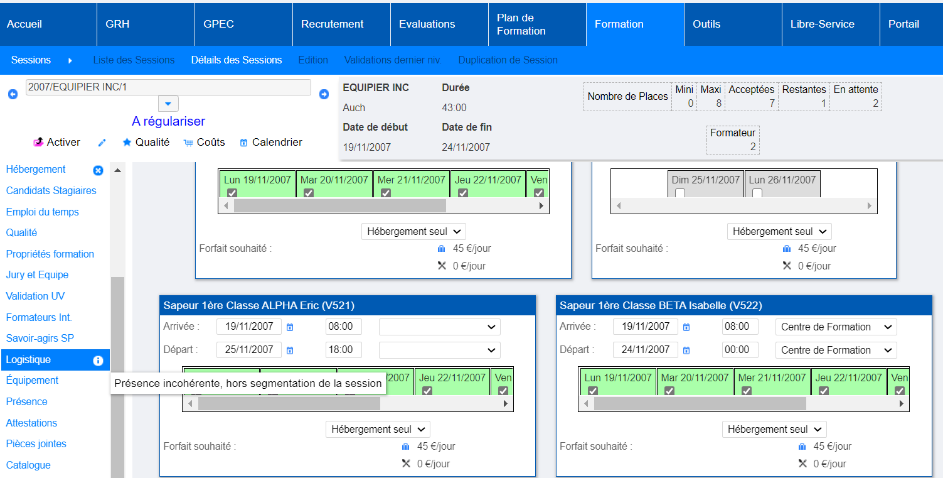 Accueil
GRH
GPEC
Recrutement
Evaluations
Plan de
Formation
Formation
Outils
Libre-Service
Portail
Sessions
Liste des Sessions
Détails des Sessions
Edition
Validations dernier niv.
Duplication de Session
2007/EQUIPIER INC/1
A régulariser
Activer
Qualité
Coûts
Calendrier
EQUIPIER INC
Durée
Auch
43:00
Date de début
Date de fin
19/11/2007
24/11/2007
Nombre de Places
Mini
Maxi
Acceptées
Restantes
En attente
0
8
7
1
2
Formateur
2
Hébergement
Candidats Stagiaires
Emploi du temps
Qualité
Propriétés formation
Jury et Equipe
Validation UV
Formateurs Int.
Savoir-agirs SP
Logistique
Équipement
Présence
Attestations
Pièces jointes
Catalogue
Présence incohérente, hors segmentation de la session
Lun 19/11/2007
Mar 20/11/2007
Mer 21/11/2007
Jeu 22/11/2007
Ven
Hébergement seul
Forfait souhaité :
45 €/jour
0 €/jour
Dim 25/11/2007
Lun 26/11/2007
Hébergement seul
Forfait souhaité :
45 €/jour
0 €/jour
Sapeur 1ère Classe ALPHA Eric (V521)
Arrivée :
19/11/2007
08:00
Départ :
25/11/2007
18:00
2007
Jeu 22/11/2007
Ven
Hébergement seul
Forfait souhaité :
45 €/jour
0 €/jour
Sapeur 1ère Classe BETA Isabelle (V522)
Arrivée :
19/11/2007
08:00
Centre de Formation
Départ :
24/11/2007
00:00
Centre de Formation
Lun 19/11/2007
Mar 20/11/2007
Mer 21/11/2007
Jeu 22/11/2007
Ven
Hébergement seul
Forfait souhaité :
45 €/jour
0 €/jour